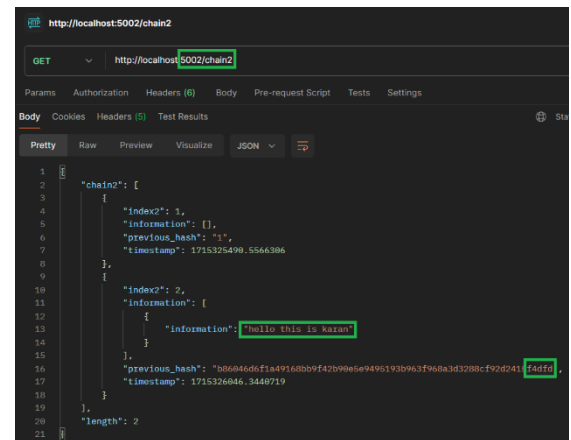 HTTP http://localhost:5002/chain2
GET http://localhost:5002/chain2
Params Authorization Headers (6) Body Pre-request Script Tests Settings
Body Cookies Headers (5) Test Results Sta
Pretty Raw Preview Visualize JSON
1 {
2 "chain2": [
3 {
4 "index2": 1,
5 "information": [],
6 "previous_hash": "1",
7 "timestamp": 1715325490.5566306
8 },
9 {
10 "index2": 2,
11 "information": [
12 {
13 "information": "hello this is karan"
14 }
15 ],
16 "previous_hash":
17 "timestamp": 1715326046.3440719
18 }
19 ],
20 "length": 2
21 }